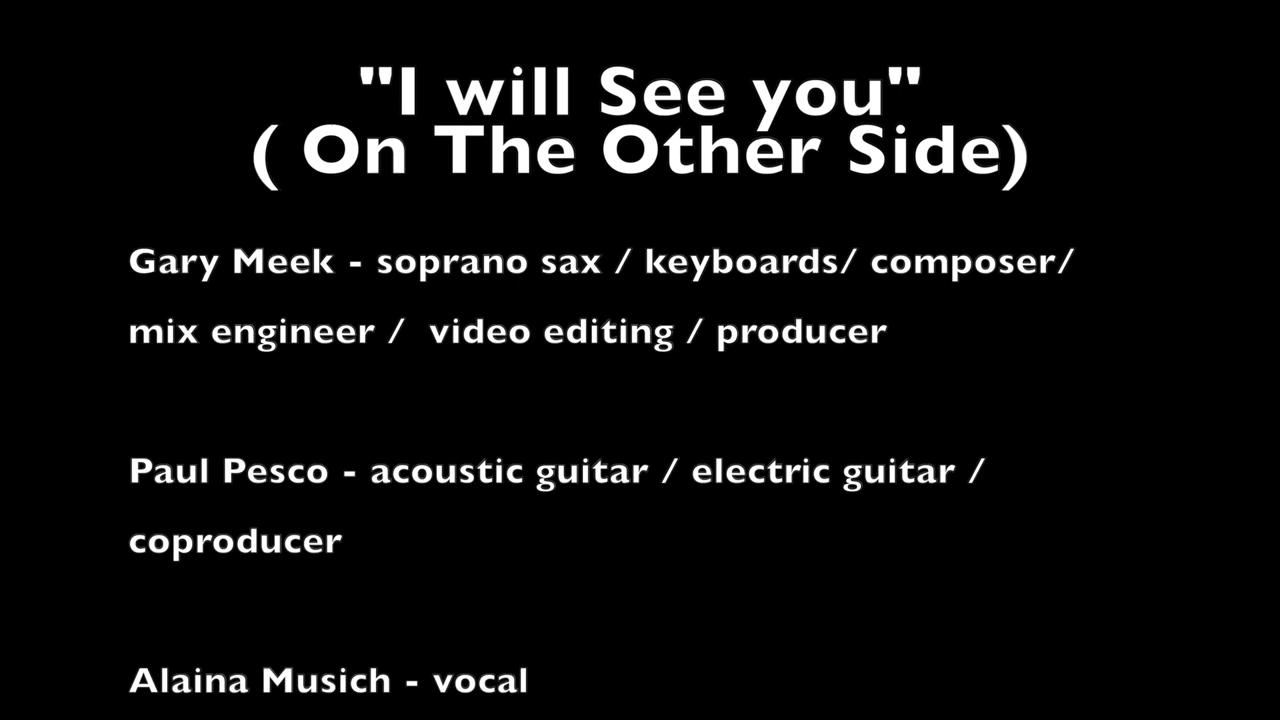 "I will See you"
( On The Other Side)
Gary Meek - soprano sax / keyboards/ composer/
mix engineer /  video editing / producer
Paul Pesco - acoustic guitar / electric guitar /
coproducer
Alaina Musich - vocal